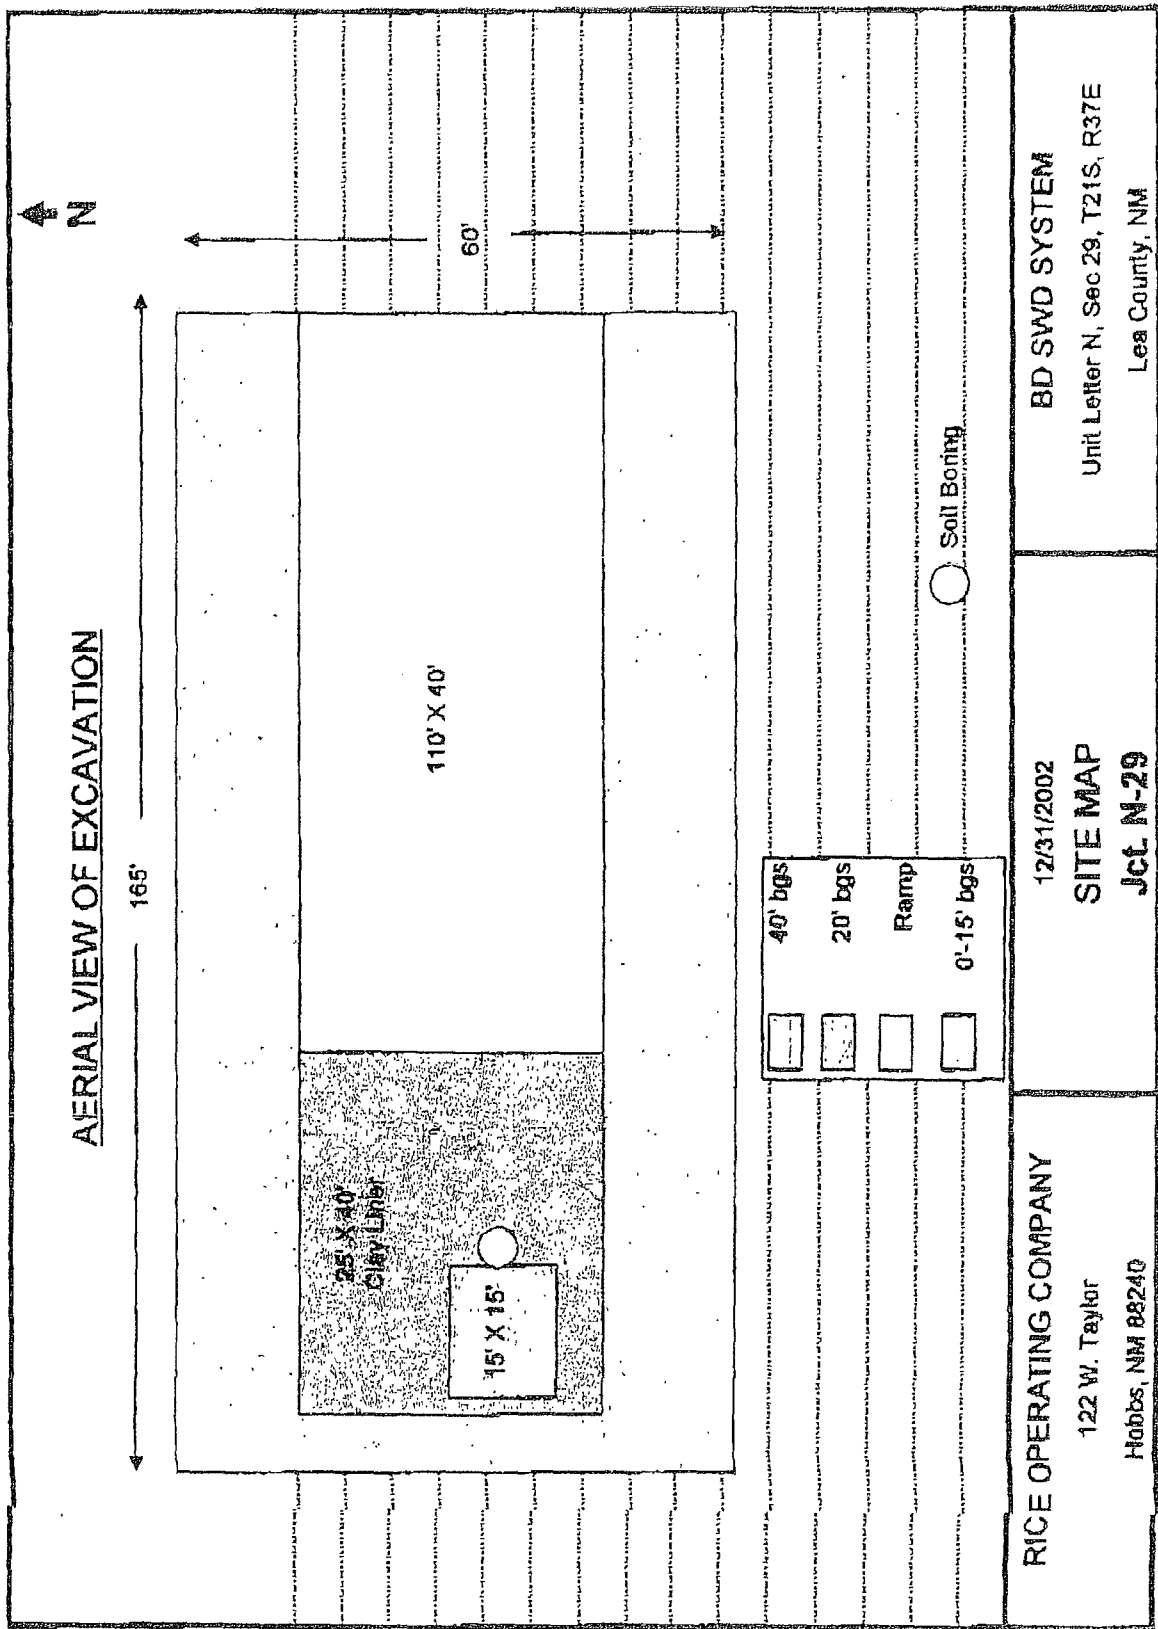 AERIAL VIEW OF EXCAVATION
N
165'
60'
110' X 40'
25' X 40'
Clay Liner
15' X 15'
40' bgs
20' bgs
Ramp
0'-15' bgs
Soil Boring
RICE OPERATING COMPANY
122 W. Taylor
Hobbs, NM 88240
12/31/2002
SITE MAP
Jct. N-29
BD SWD SYSTEM
Unit Letter N, Sec 29, T21S, R37E
Lea County, NM